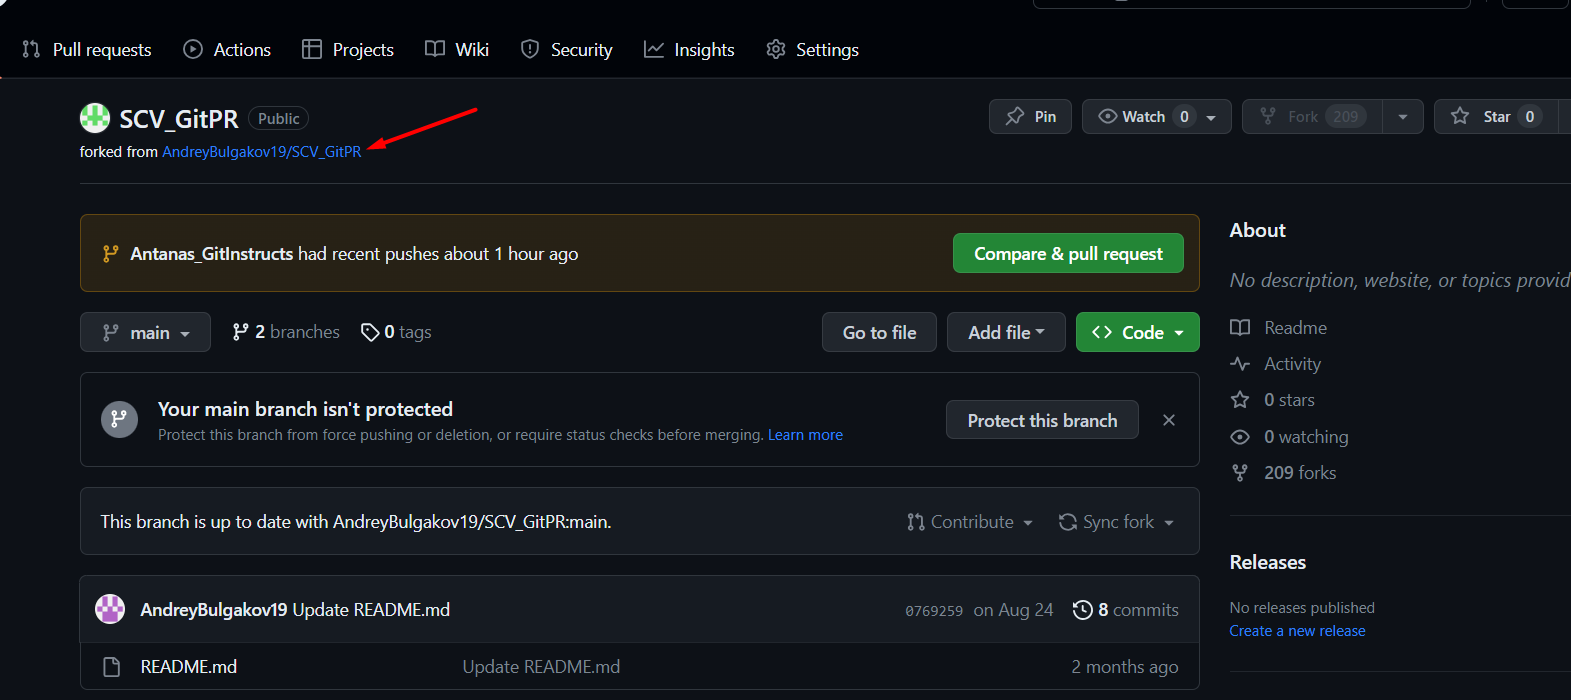 Pull requests Actions Projects Wiki Security Insights Settings
SCV_GitPR Public Pin Watch 0 Fork 209 Star 0
forked from AndreyBulgakov19/SCV_GitPR
Antanas_GitInstructs had recent pushes about 1 hour ago Compare & pull request
main 2 branches 0 tags Go to file Add file Code
Your main branch isn't protected
Protect this branch from force pushing or deletion, or require status checks before merging. Learn more
Protect this branch
This branch is up to date with AndreyBulgakov19/SCV_GitPR:main. Contribute Sync fork
AndreyBulgakov19 Update README.md 0769259 on Aug 24 8 commits
README.md Update README.md 2 months ago
About
No description, website, or topics provid
Readme
Activity
0 stars
0 watching
209 forks
Releases
No releases published
Create a new release